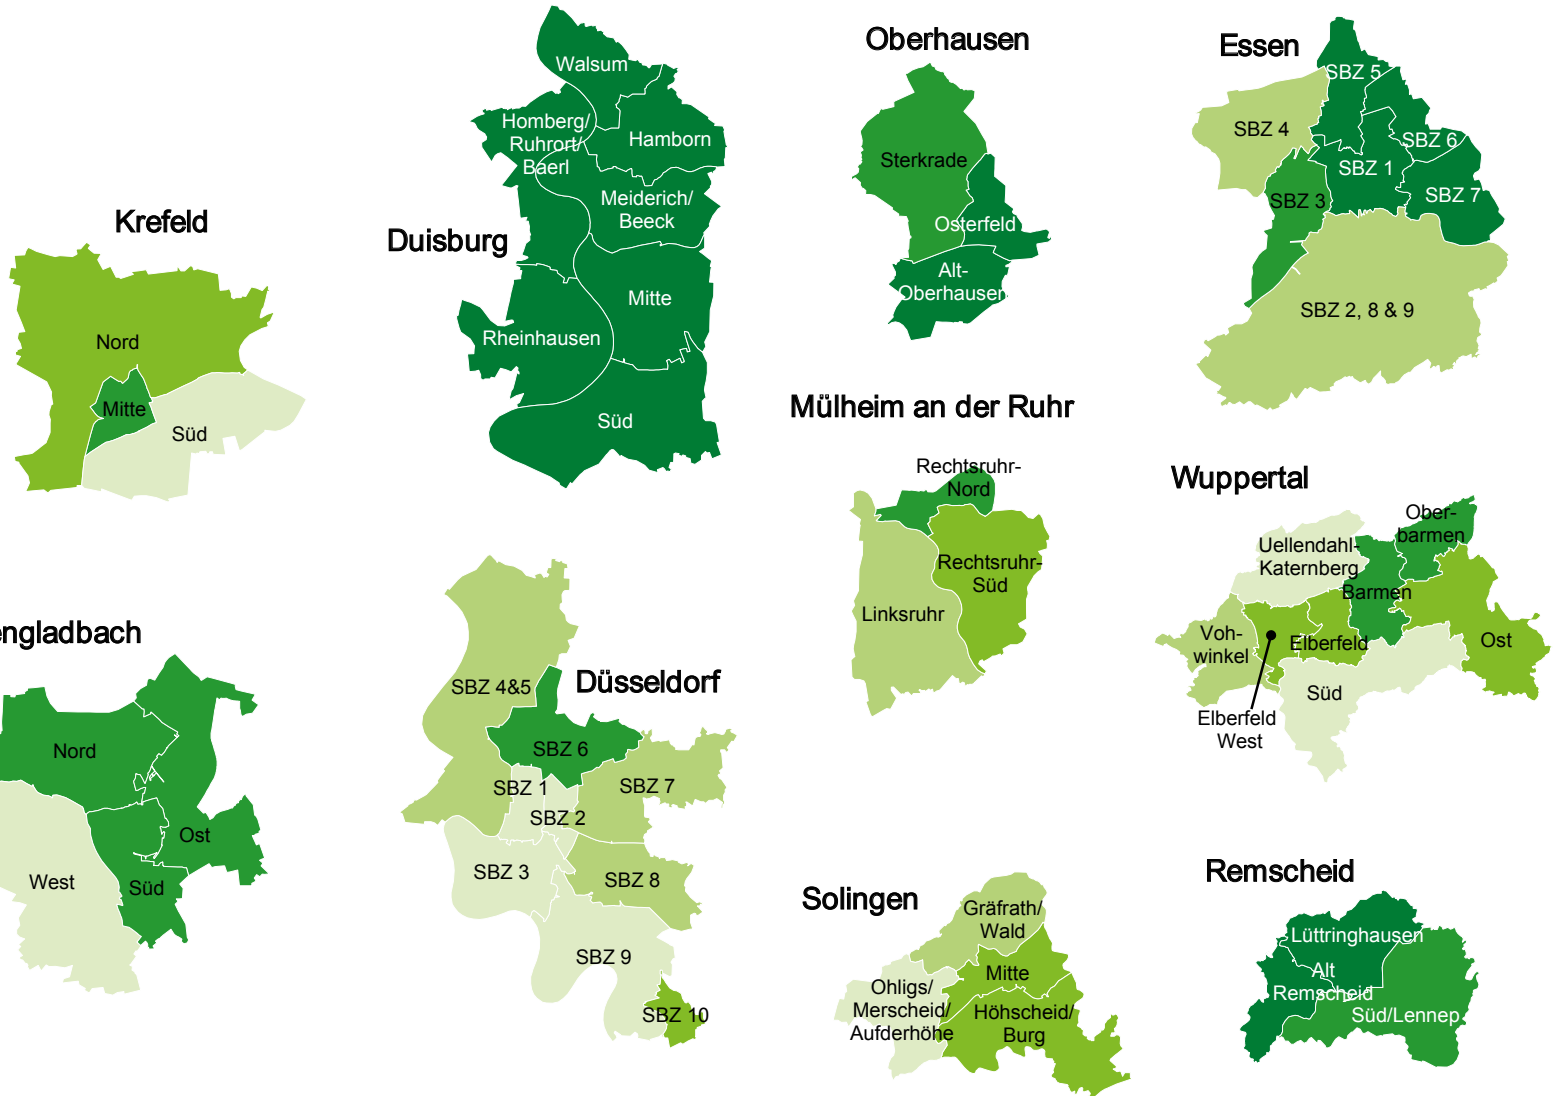 Krefeld
Nord
Mitte
Süd
Duisburg
Walsum
Homberg/
Ruhrort/
Baerl
Hamborn
Meiderich/
Beeck
Mitte
Rheinhausen
Süd
Oberhausen
Sterkrade
Osterfeld
Alt-
Oberhausen
Essen
SBZ 5
SBZ 4
SBZ 6
SBZ 1
SBZ 3
SBZ 7
SBZ 2, 8 & 9
Mülheim an der Ruhr
Rechtsruhr-
Nord
Rechtsruhr-
Süd
Linksruhr
Wuppertal
Ober-
barmen
Uellendahl-
Katernberg
Barmen
Voh-
winkel
Elberfeld
Ost
Süd
Elberfeld
West
engladbach
Nord
Ost
West
Süd
Düsseldorf
SBZ 4&5
SBZ 6
SBZ 1
SBZ 7
SBZ 2
SBZ 3
SBZ 8
SBZ 9
SBZ 10
Solingen
Gräfrath/
Wald
Mitte
Ohligs/
Merscheid/
Aufderhöhe
Höhscheid/
Burg
Remscheid
Lüttringhausen
Alt
Remscheid
Süd/Lennep